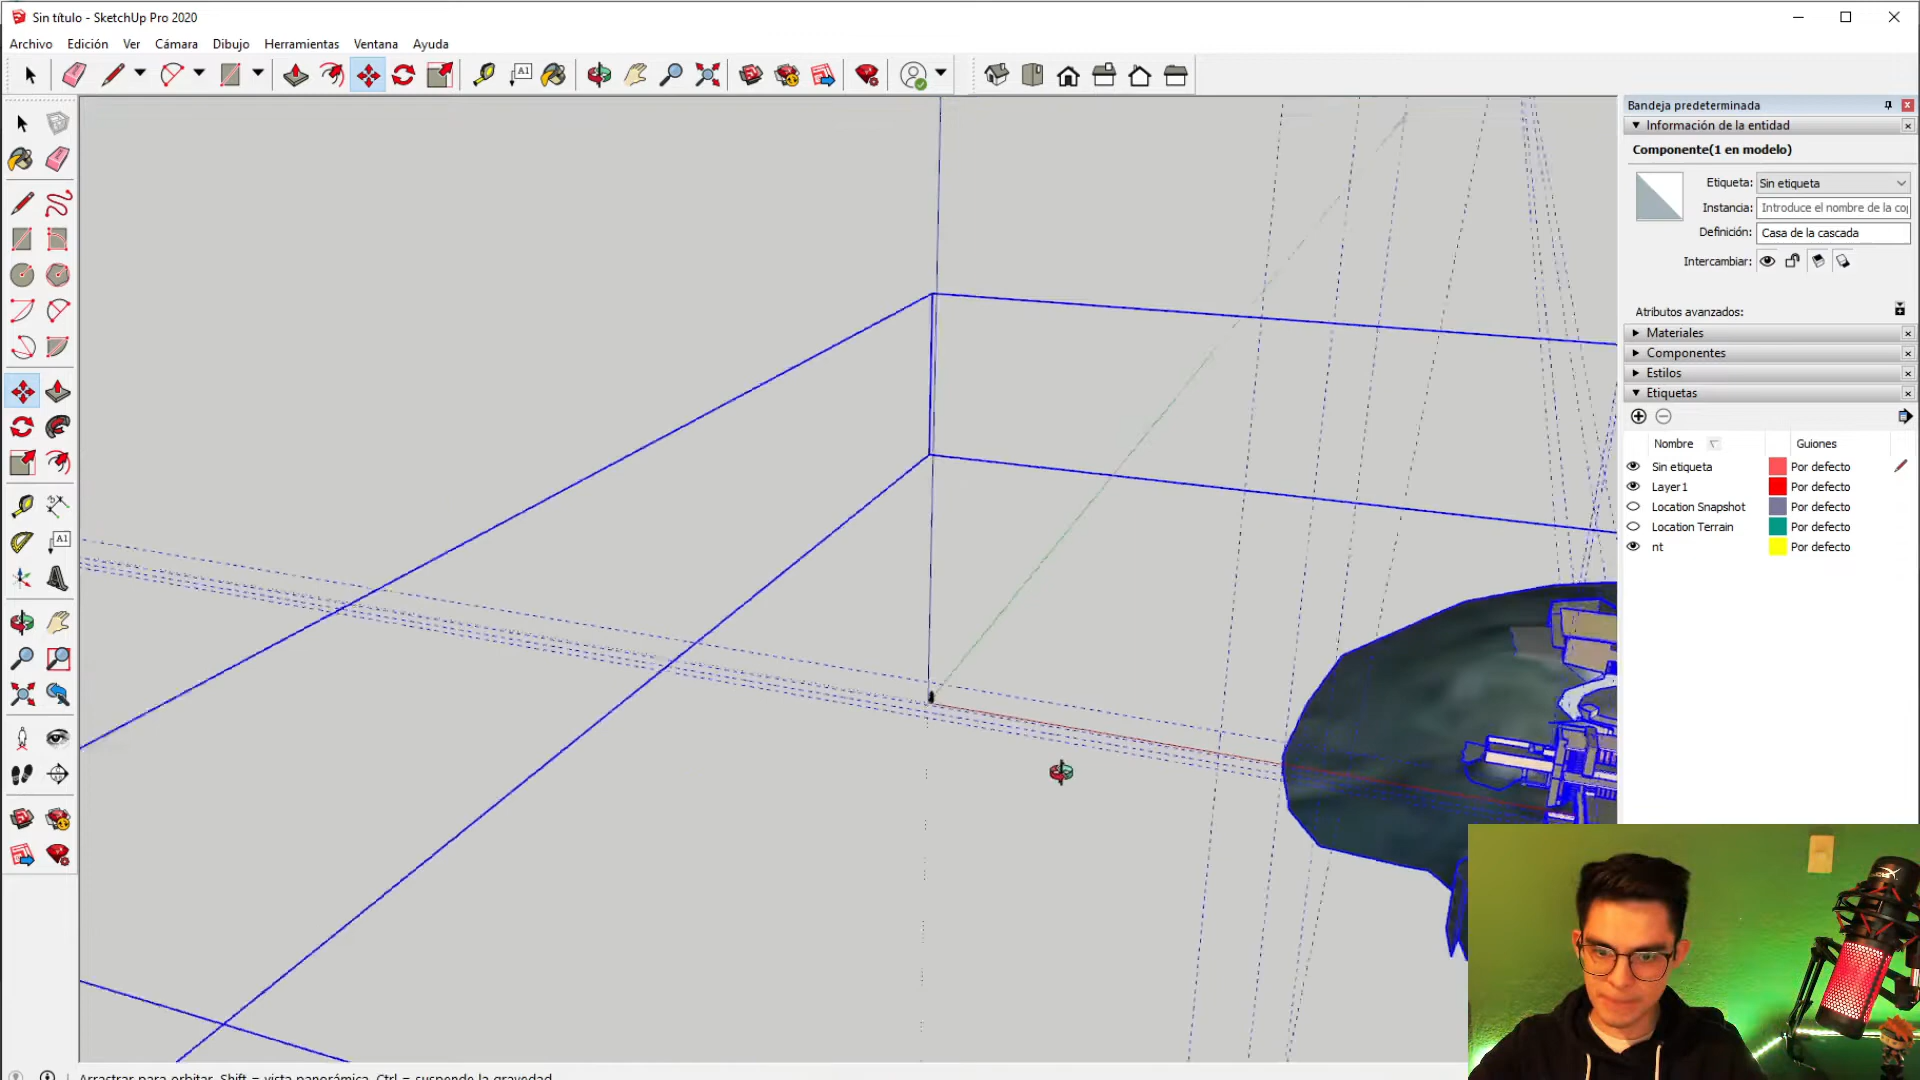 Sin título - SketchUp Pro 2020
Archivo Edición Ver Cámara Dibujo Herramientas Ventana Ayuda
A1
Bandeja predeterminada
Información de la entidad
Componente(1 en modelo)
Etiqueta: Sin etiqueta
Instancia: Introduce el nombre de la
Definición: Casa de la cascada
Intercambiar:
Atributos avanzados:
Materiales
Componentes
Estilos
Etiquetas
Nombre Guiones
Sin etiqueta Por defecto
Layer1 Por defecto
Location Snapshot Por defecto
Location Terrain Por defecto
nt Por defecto
A1
Arrastrar para orbitar. Shift = vista panorámica, Ctrl = suspende la gravedad